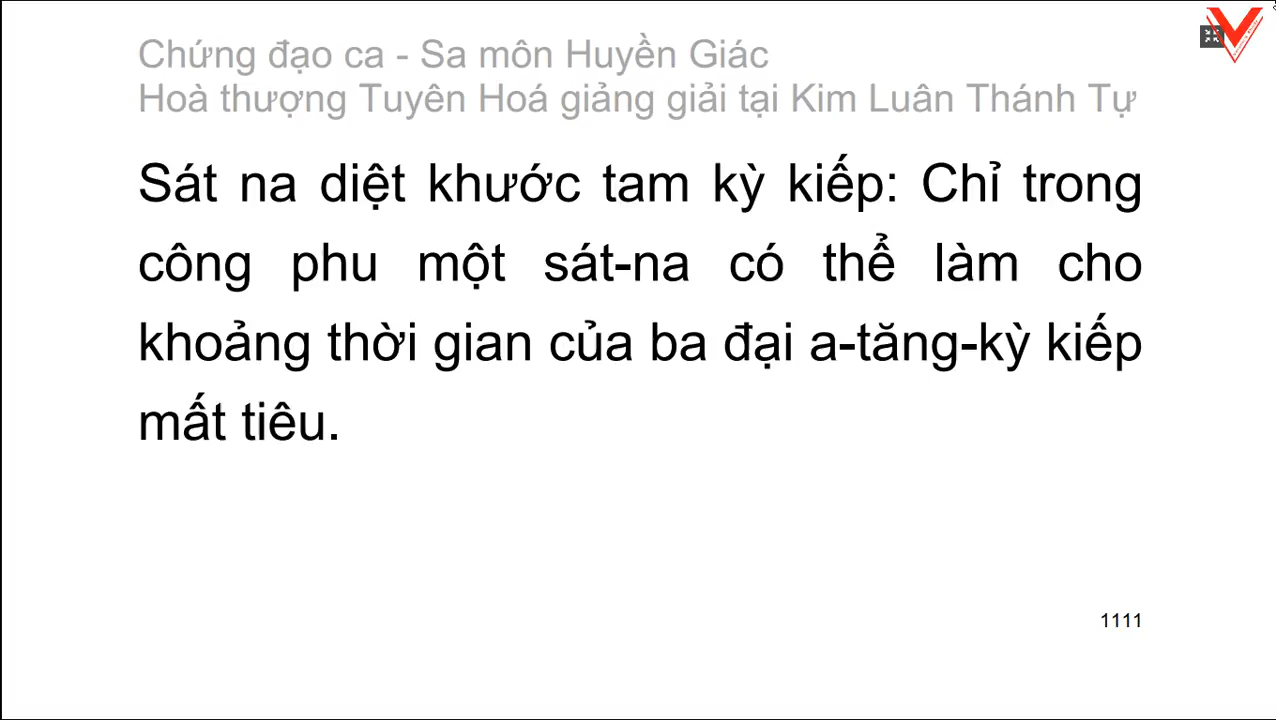 Chứng đạo ca - Sa môn Huyền Giác
Hoà thượng Tuyên Hoá giảng giải tại Kim Luân Thánh Tự
Sát na diệt khước tam kỳ kiếp: Chỉ trong
công phu một sát-na có thể làm cho
khoảng thời gian của ba đại a-tăng-kỳ kiếp
mất tiêu.
1111